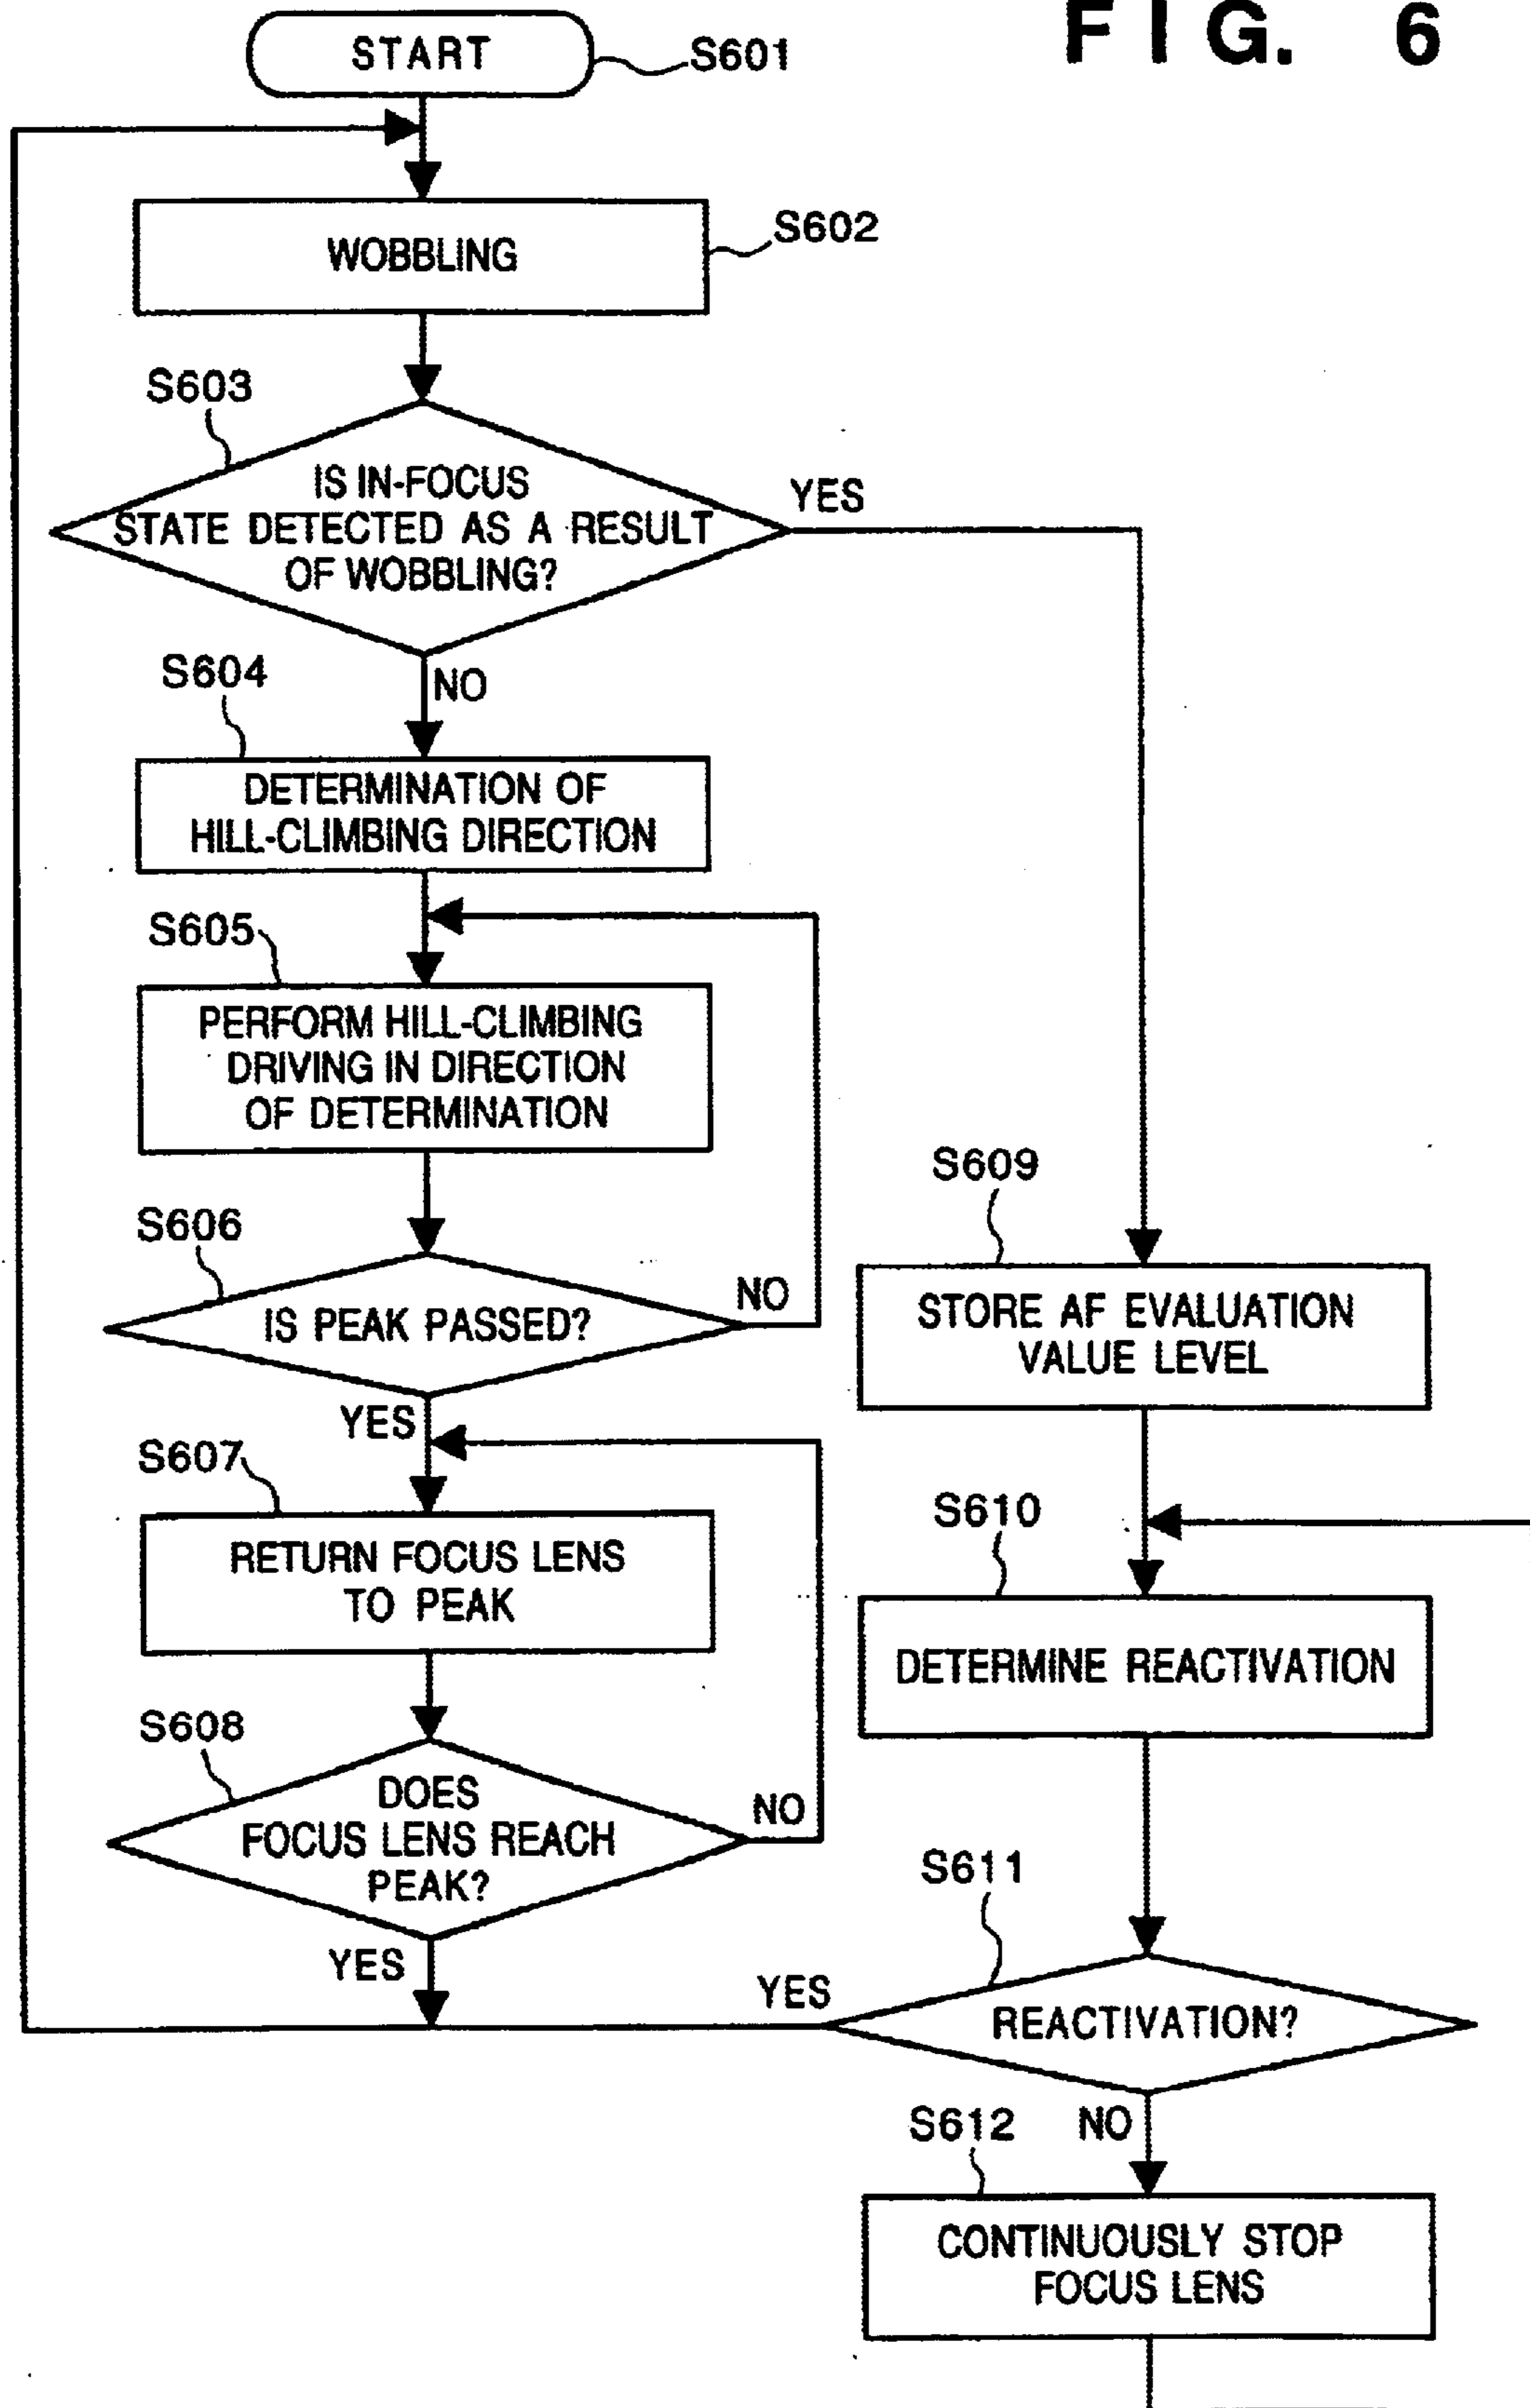 FIG. 6
START
S601
WOBBLING
S602
S603
IS IN-FOCUS
STATE DETECTED AS A RESULT
OF WOBBLING?
YES
NO
S604
DETERMINATION OF
HILL-CLIMBING DIRECTION
S605
PERFORM HILL-CLIMBING
DRIVING IN DIRECTION
OF DETERMINATION
S606
IS PEAK PASSED?
NO
YES
S607
RETURN FOCUS LENS
TO PEAK
S608
DOES
FOCUS LENS REACH
PEAK?
NO
YES
S609
STORE AF EVALUATION
VALUE LEVEL
S610
DETERMINE REACTIVATION
S611
REACTIVATION?
YES
NO
S612
CONTINUOUSLY STOP
FOCUS LENS